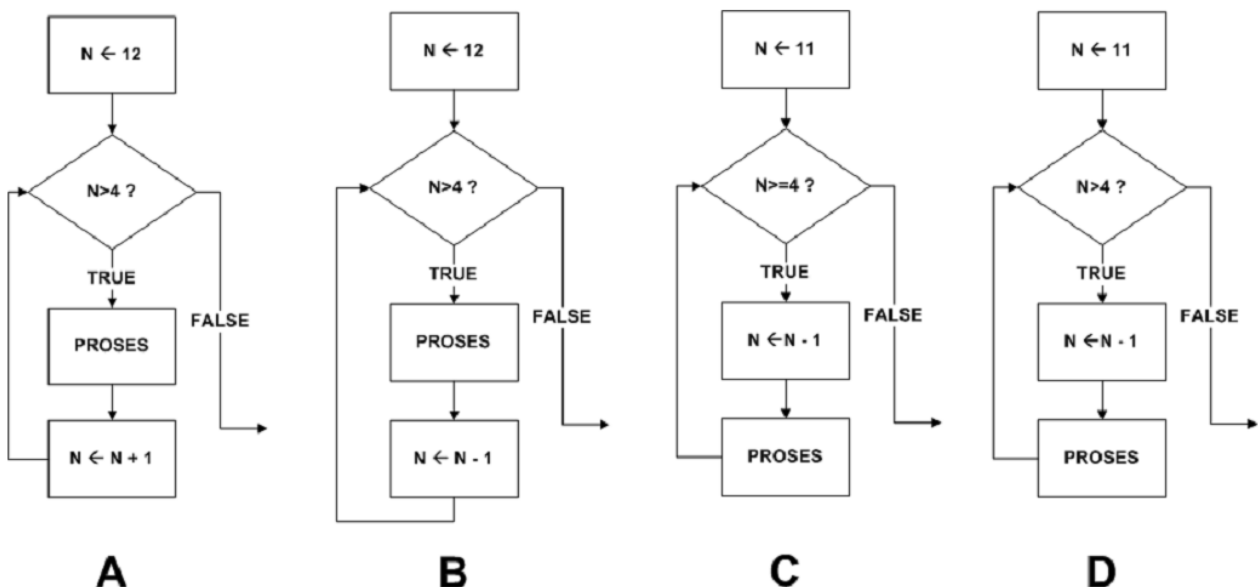 N ← 12
N>4 ?
TRUE
FALSE
PROSES
N ← N + 1
A
N ← 12
N>4 ?
TRUE
FALSE
PROSES
N ← N - 1
B
N ← 11
N>=4 ?
TRUE
FALSE
N ←N - 1
PROSES
C
N ← 11
N>4 ?
TRUE
FALSE
N ←N - 1
PROSES
D